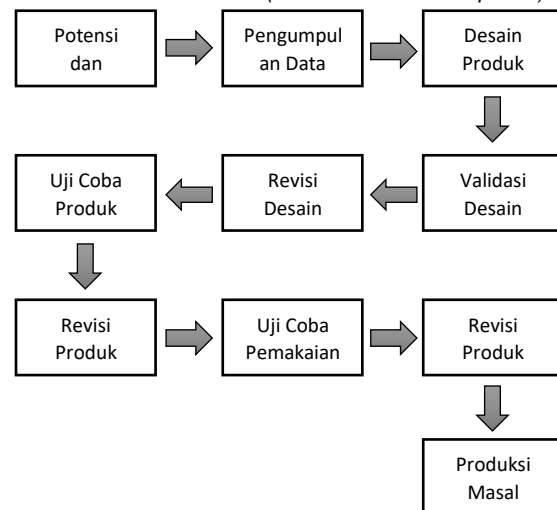 Potensi
dan
Pengumpul
an Data
Desain
Produk
Validasi
Desain
Revisi
Desain
Uji Coba
Produk
Revisi
Produk
Uji Coba
Pemakaian
Revisi
Produk
Produksi
Masal